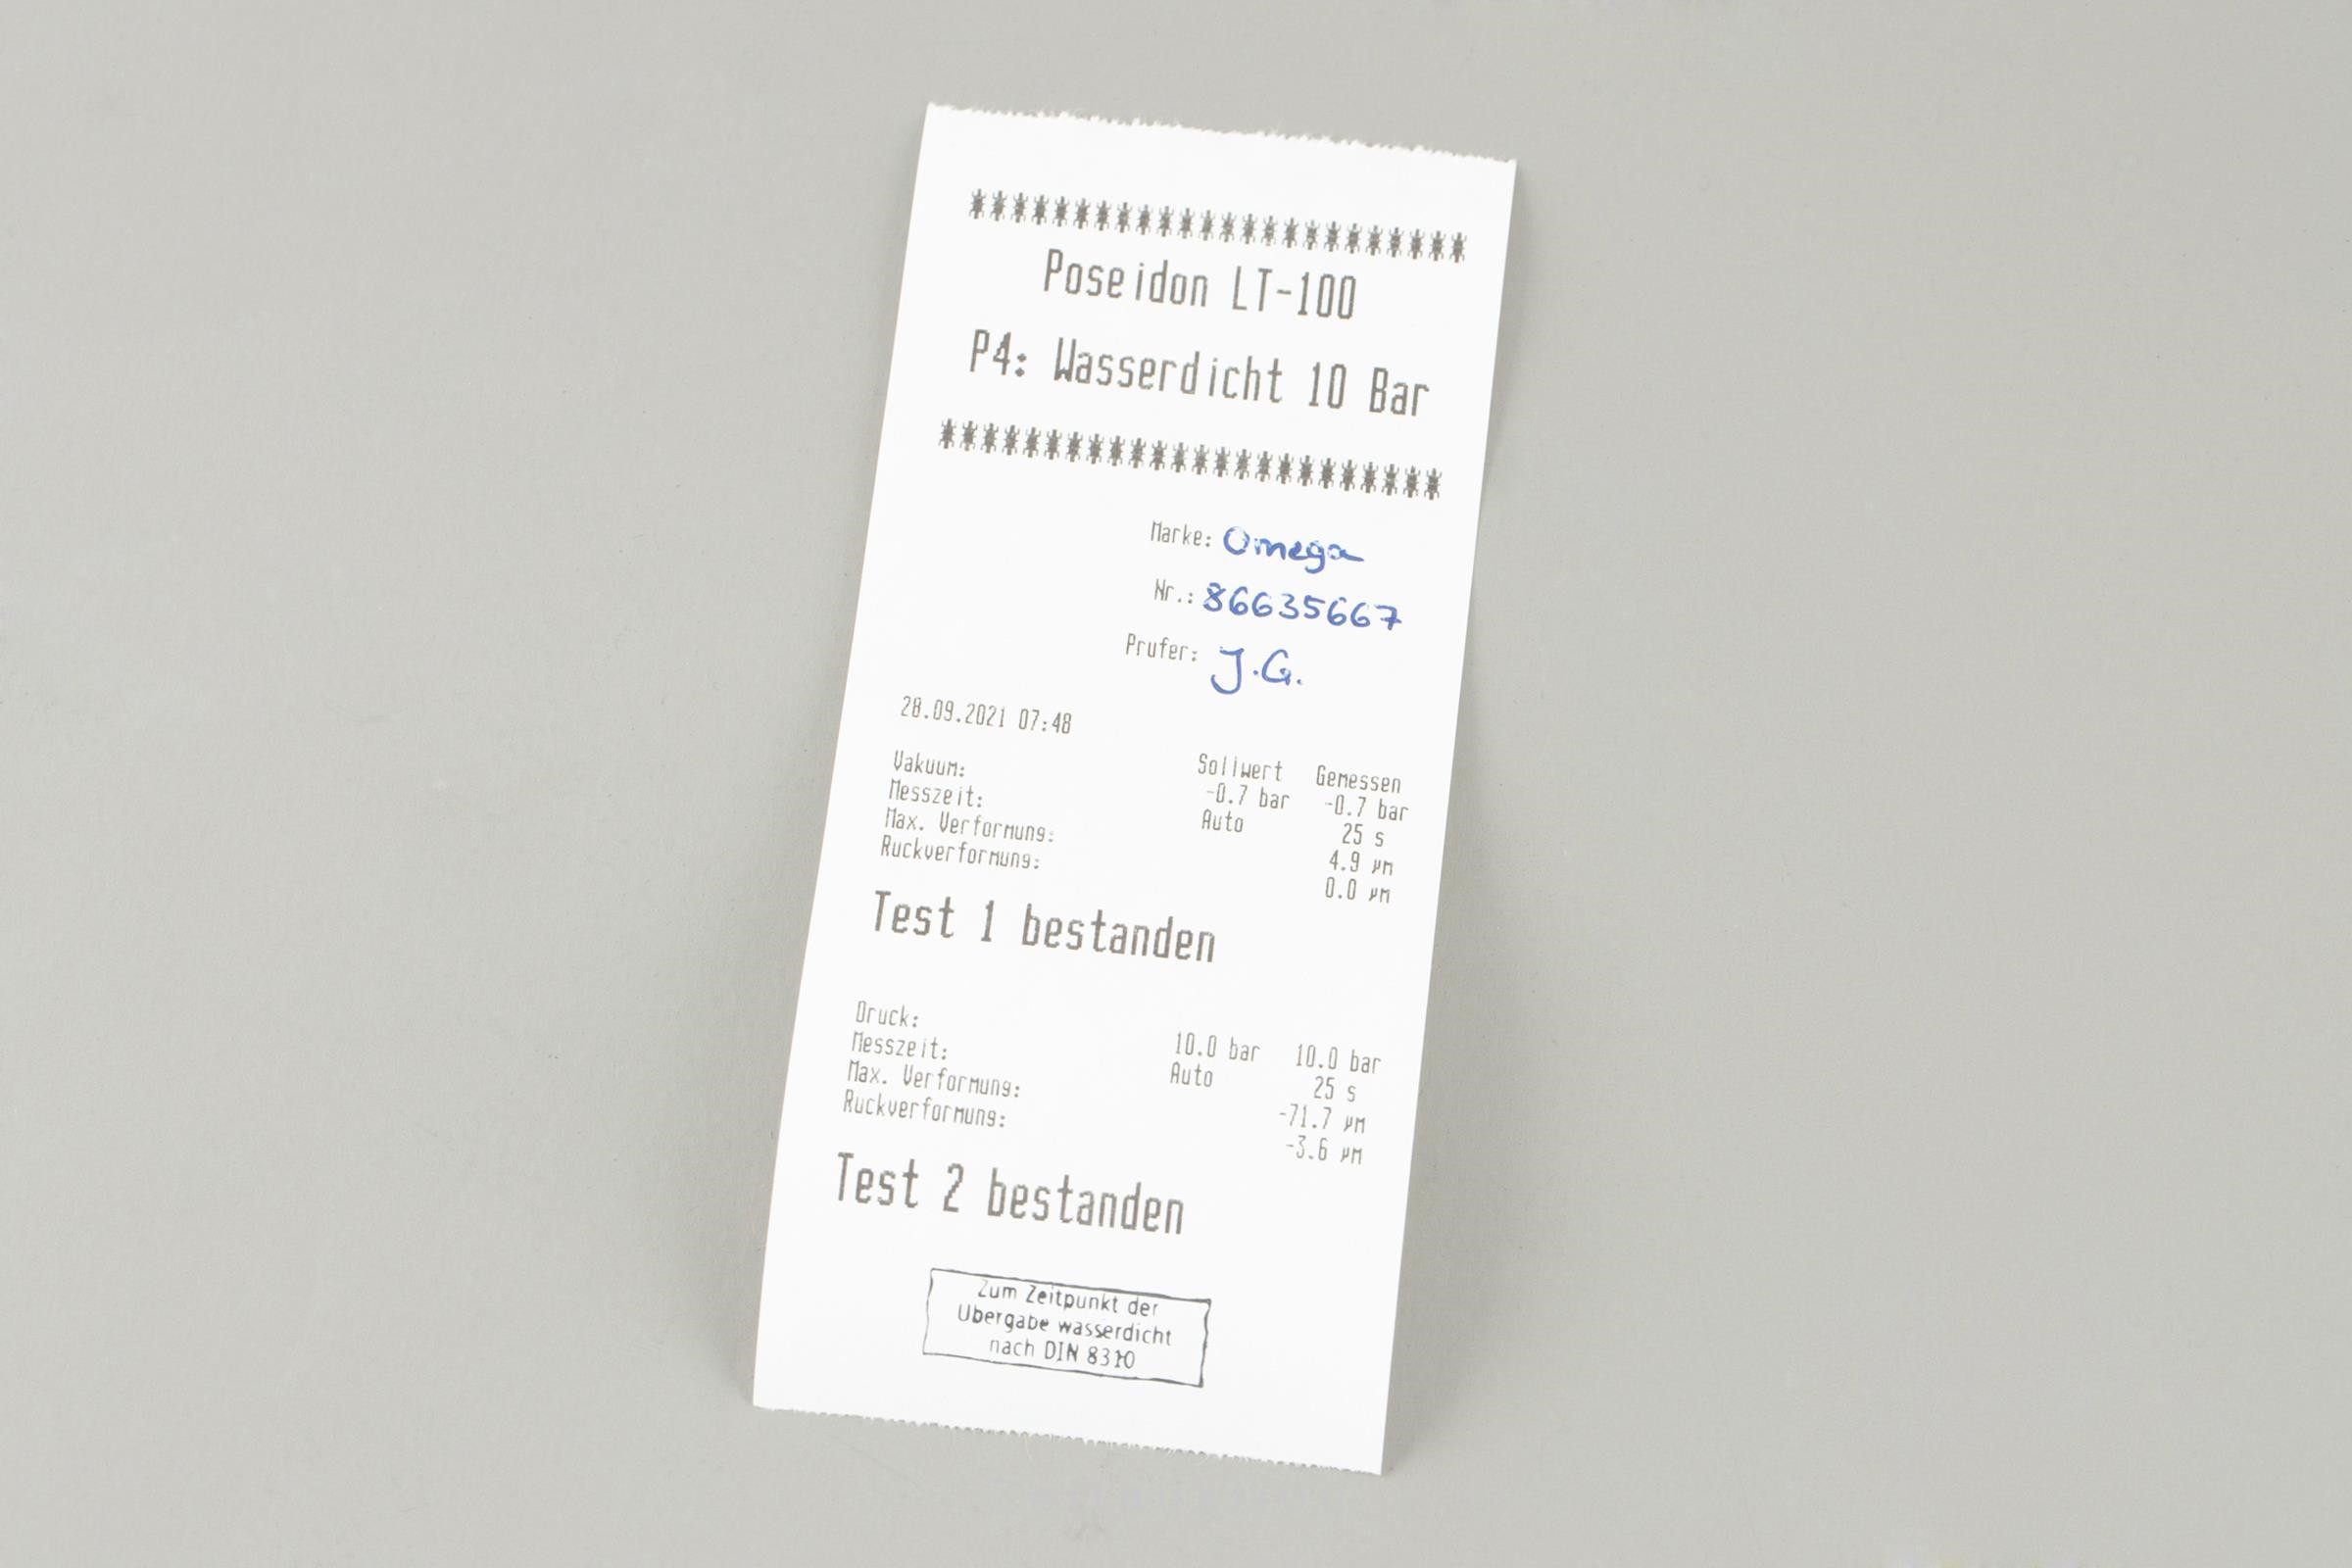 ************************
Poseidon LT-100
P4: Wasserdicht 10 Bar
************************
Marke: Omega
Nr.: 86635667
Prufer: J.G.
28.09.2021 07:48
Sollwert Gemessen
Vakuum: -0.7 bar -0.7 bar
Messzeit: Auto 25 s
Max. Verformung: 4.9 µm
Ruckverformung: 0.0 µm
Test 1 bestanden
Druck: 10.0 bar 10.0 bar
Messzeit: Auto 25 s
Max. Verformung: -71.7 µm
Ruckverformung: -3.6 µm
Test 2 bestanden
Zum Zeitpunkt der
Übergabe wasserdicht
nach DIN 8310